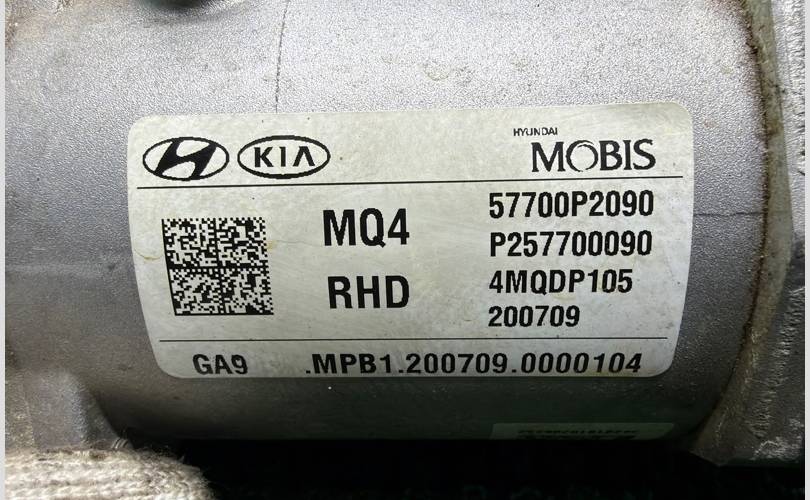 HYUNDAI
KIA MOBIS
MQ4 57700P2090
P257700090
RHD 4MQDP105
200709
GA9 .MPB1.200709.0000104